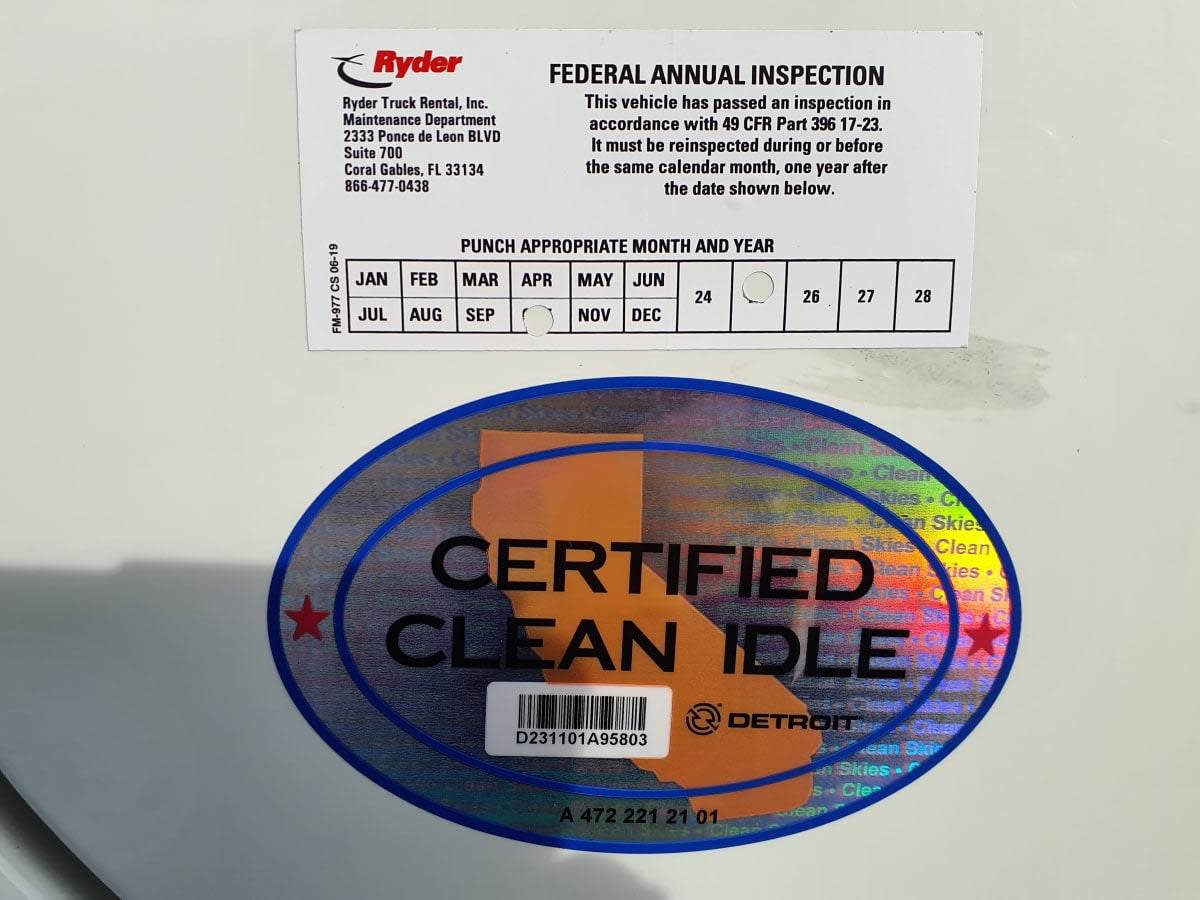 Ryder
Ryder Truck Rental, Inc.
Maintenance Department
2333 Ponce de Leon BLVD
Suite 700
Coral Gables, FL 33134
866-477-0438
FEDERAL ANNUAL INSPECTION
This vehicle has passed an inspection in
accordance with 49 CFR Part 396 17-23.
It must be reinspected during or before
the same calendar month, one year after
the date shown below.
PUNCH APPROPRIATE MONTH AND YEAR
FM-977 CS 06-19
JAN FEB MAR APR MAY JUN 24 26 27 28
JUL AUG SEP NOV DEC
CERTIFIED
CLEAN IDLE
D231101A95803
DETROIT
A 472 221 21 01
Clean Skies • Clean Skies